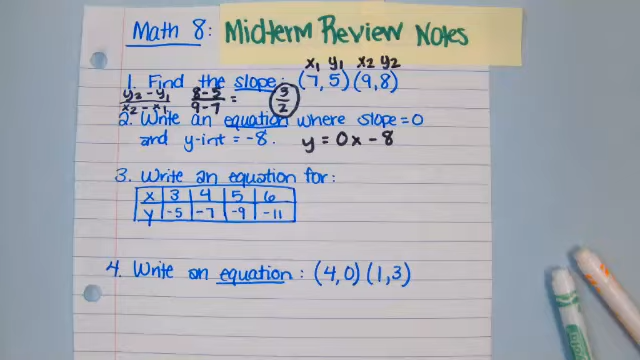 Math 8: Midterm Review Notes
x₁ y₁ x₂ y₂
1. Find the slope: (7, 5) (9, 8)
y₂ - y₁ / x₂ - x₁ 8-5 / 9-7 = 3/2
2. Write an equation where slope = 0
and y-int = -8. y = 0x - 8
3. Write an equation for:
x 3 4 5 6
y -5 -7 -9 -11
4. Write an equation: (4, 0) (1, 3)